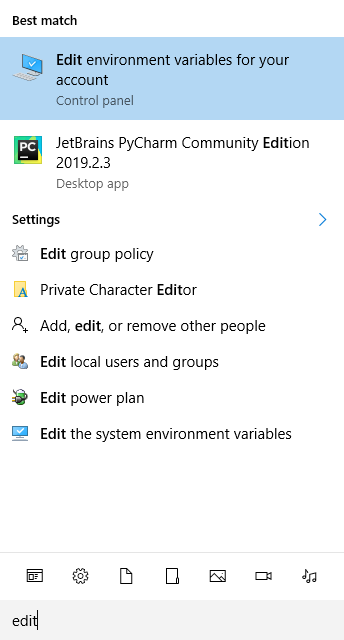 Best match
Edit environment variables for your
account
Control panel
PC
JetBrains PyCharm Community Edition
2019.2.3
Desktop app
Settings
Edit group policy
A
Private Character Editor
Add, edit, or remove other people
Edit local users and groups
Edit power plan
Edit the system environment variables
edit